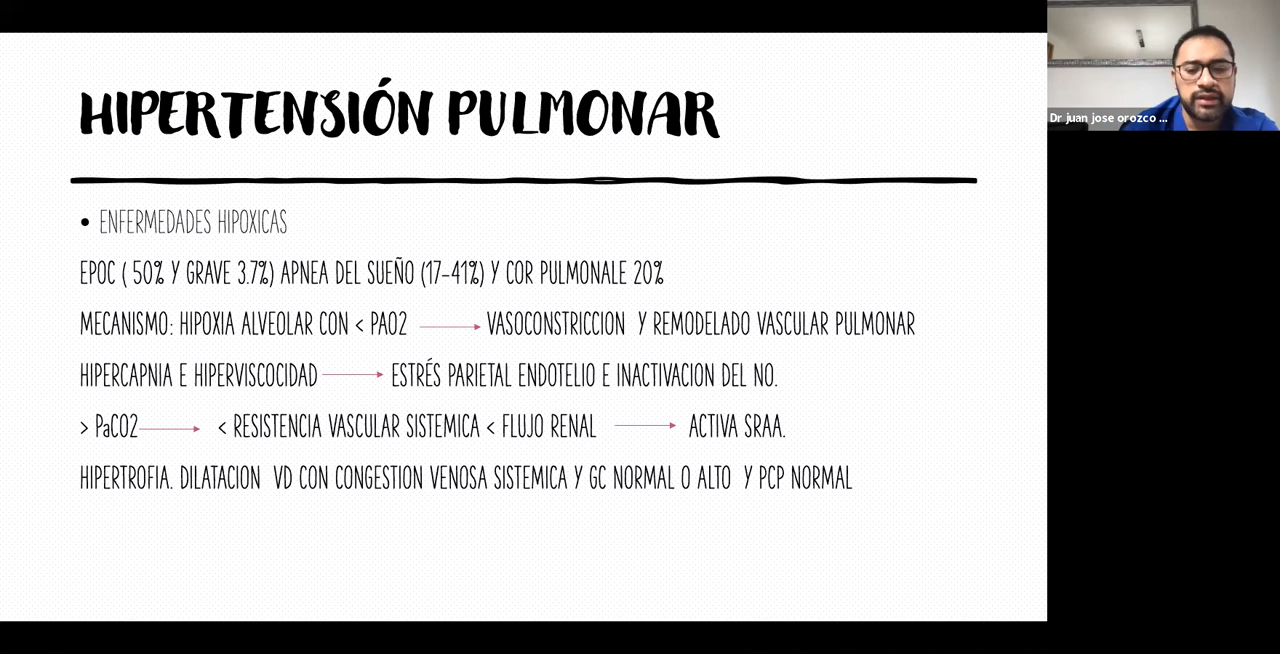 HIPERTENSIÓN PULMONAR
Dr juan jose orozco ...
• ENFERMEDADES HIPOXICAS
EPOC ( 50% Y GRAVE 3.7%) APNEA DEL SUEÑO (17-41%) Y COR PULMONALE 20%
MECANISMO: HIPOXIA ALVEOLAR CON < PAO2 VASOCONSTRICCION Y REMODELADO VASCULAR PULMONAR
HIPERCAPNIA E HIPERVISCOCIDAD ESTRÉS PARIETAL ENDOTELIO E INACTIVACION DEL NO.
> PaCO2 < RESISTENCIA VASCULAR SISTEMICA < FLUJO RENAL ACTIVA SRAA.
HIPERTROFIA. DILATACION VD CON CONGESTION VENOSA SISTEMICA Y GC NORMAL O ALTO Y PCP NORMAL